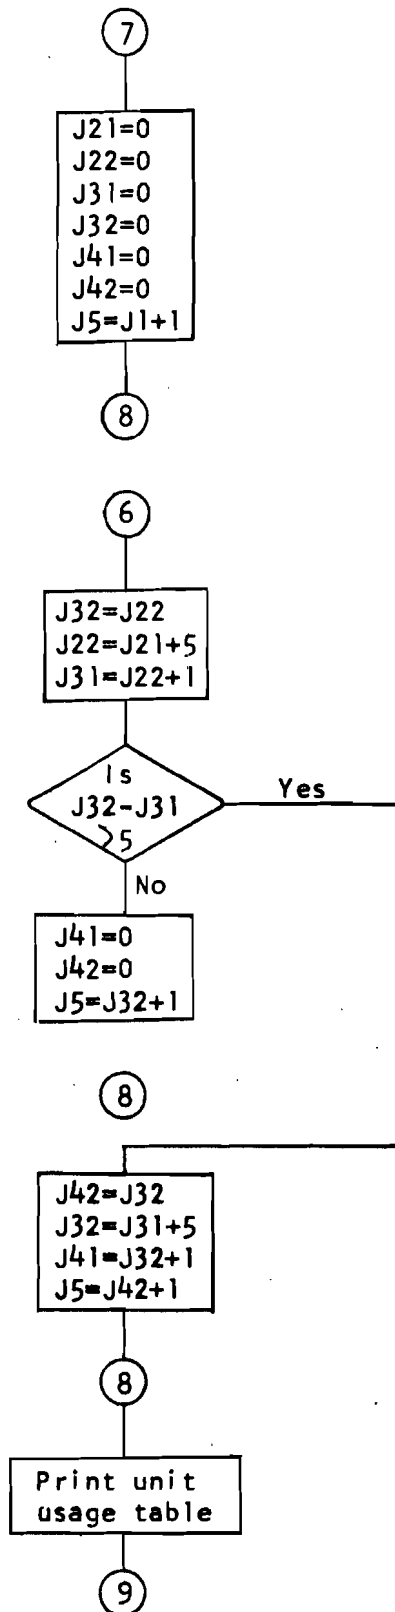 7
J21=0
J22=0
J31=0
J32=0
J41=0
J42=0
J5=J1+1
8
6
J32=J22
J22=J21+5
J31=J22+1
Is
J32-J31
>5
Yes
No
J41=0
J42=0
J5=J32+1
8
J42=J32
J32=J31+5
J41=J32+1
J5=J42+1
8
Print unit
usage table
9